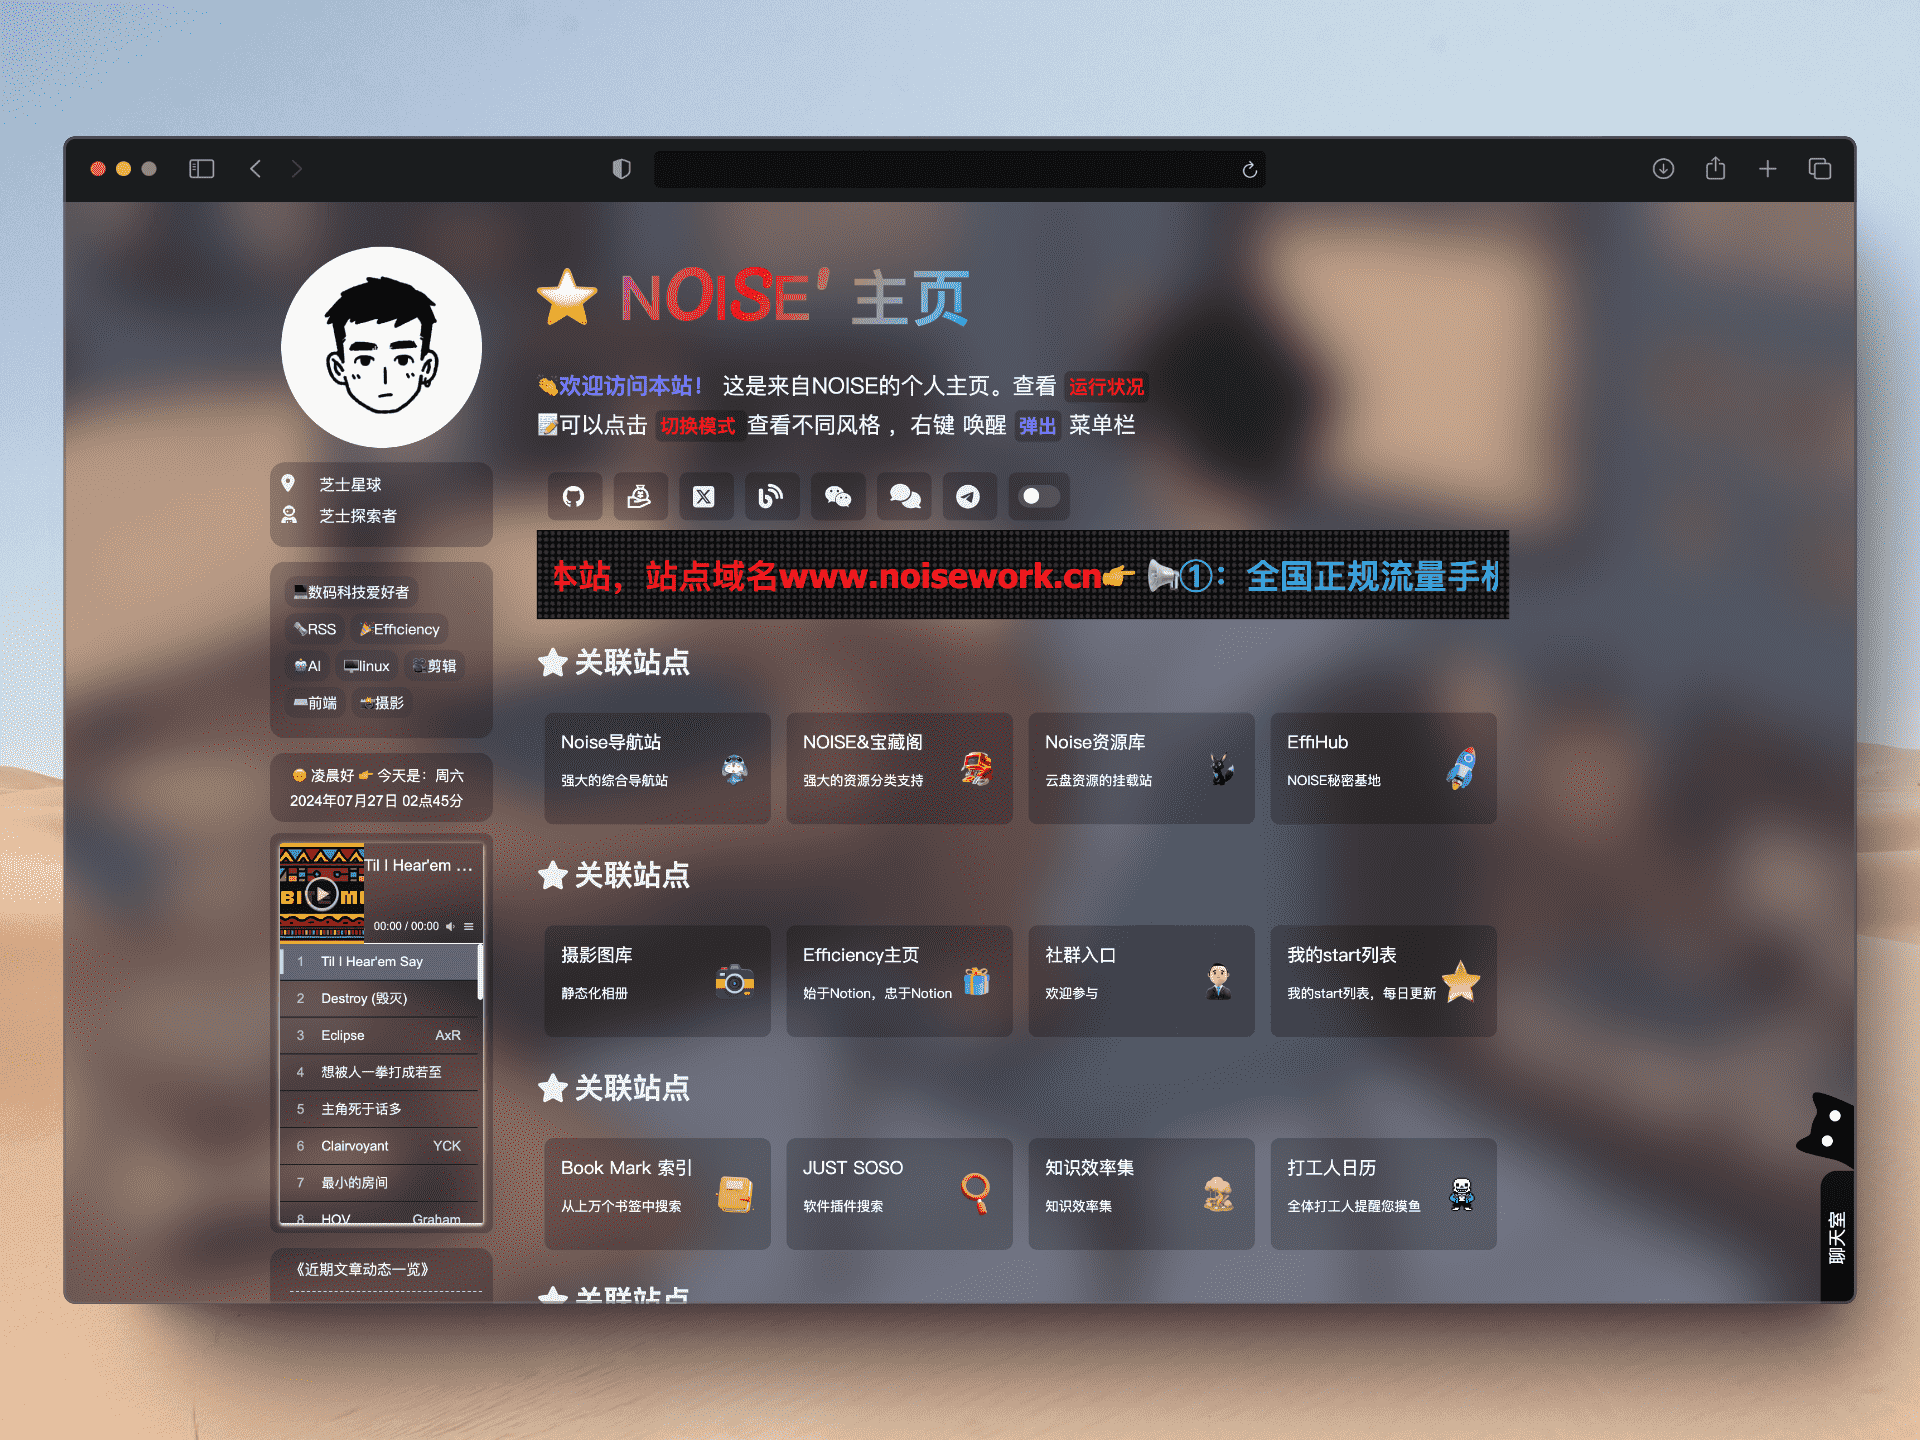 NOISE' 主页
欢迎访问本站! 这是来自NOISE的个人主页。查看 运行状况
可以点击 切换模式 查看不同风格 ，右键 唤醒 弹出 菜单栏
芝士星球
芝士探索者
数码科技爱好者
RSS Efficiency
AI linux 剪辑
前端 摄影
凌晨好 今天是：周六
2024年07月27日 02点45分
Til I Hear'em ...
BITE MI
00:00 / 00:00
1 Til I Hear'em Say
2 Destroy (毁灭)
3 Eclipse AxR
4 想被人一拳打成若至
5 主角死于话多
6 Clairvoyant YCK
7 最小的房间
8 HOV Graham
《近期文章动态一览》
本站，站点域名www.noisework.cn ①：全国正规流量手机
关联站点
Noise导航站
强大的综合导航站
NOISE&宝藏阁
强大的资源分类支持
Noise资源库
云盘资源的挂载站
EffiHub
NOISE秘密基地
关联站点
摄影图库
静态化相册
Efficiency主页
始于Notion，忠于Notion
社群入口
欢迎参与
我的start列表
我的start列表，每日更新
关联站点
Book Mark 索引
从上万个书签中搜索
JUST SOSO
软件插件搜索
知识效率集
知识效率集
打工人日历
全体打工人提醒您摸鱼
关联站点
聊天室